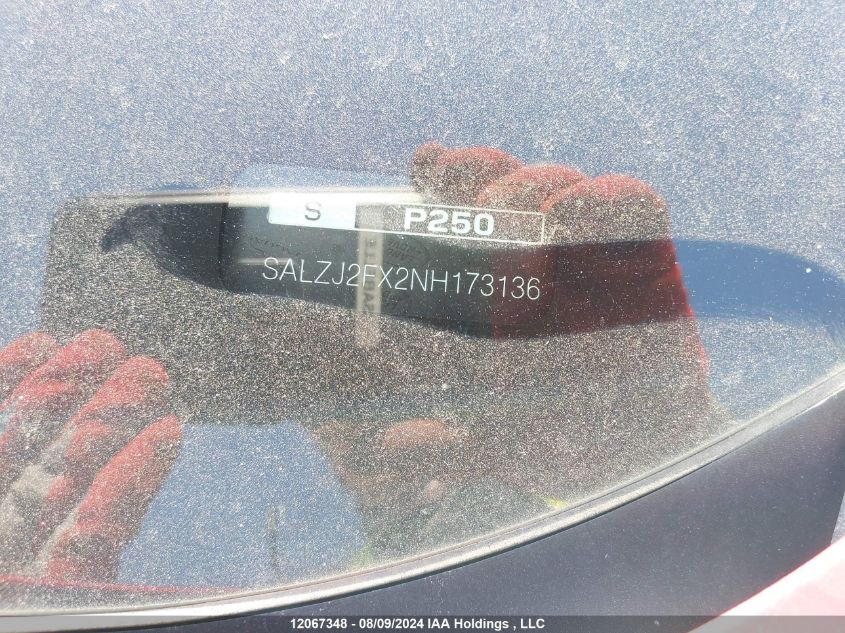 S P250
SALZJ2FX2NH173136
12067348 - 08/09/2024 IAA Holdings , LLC